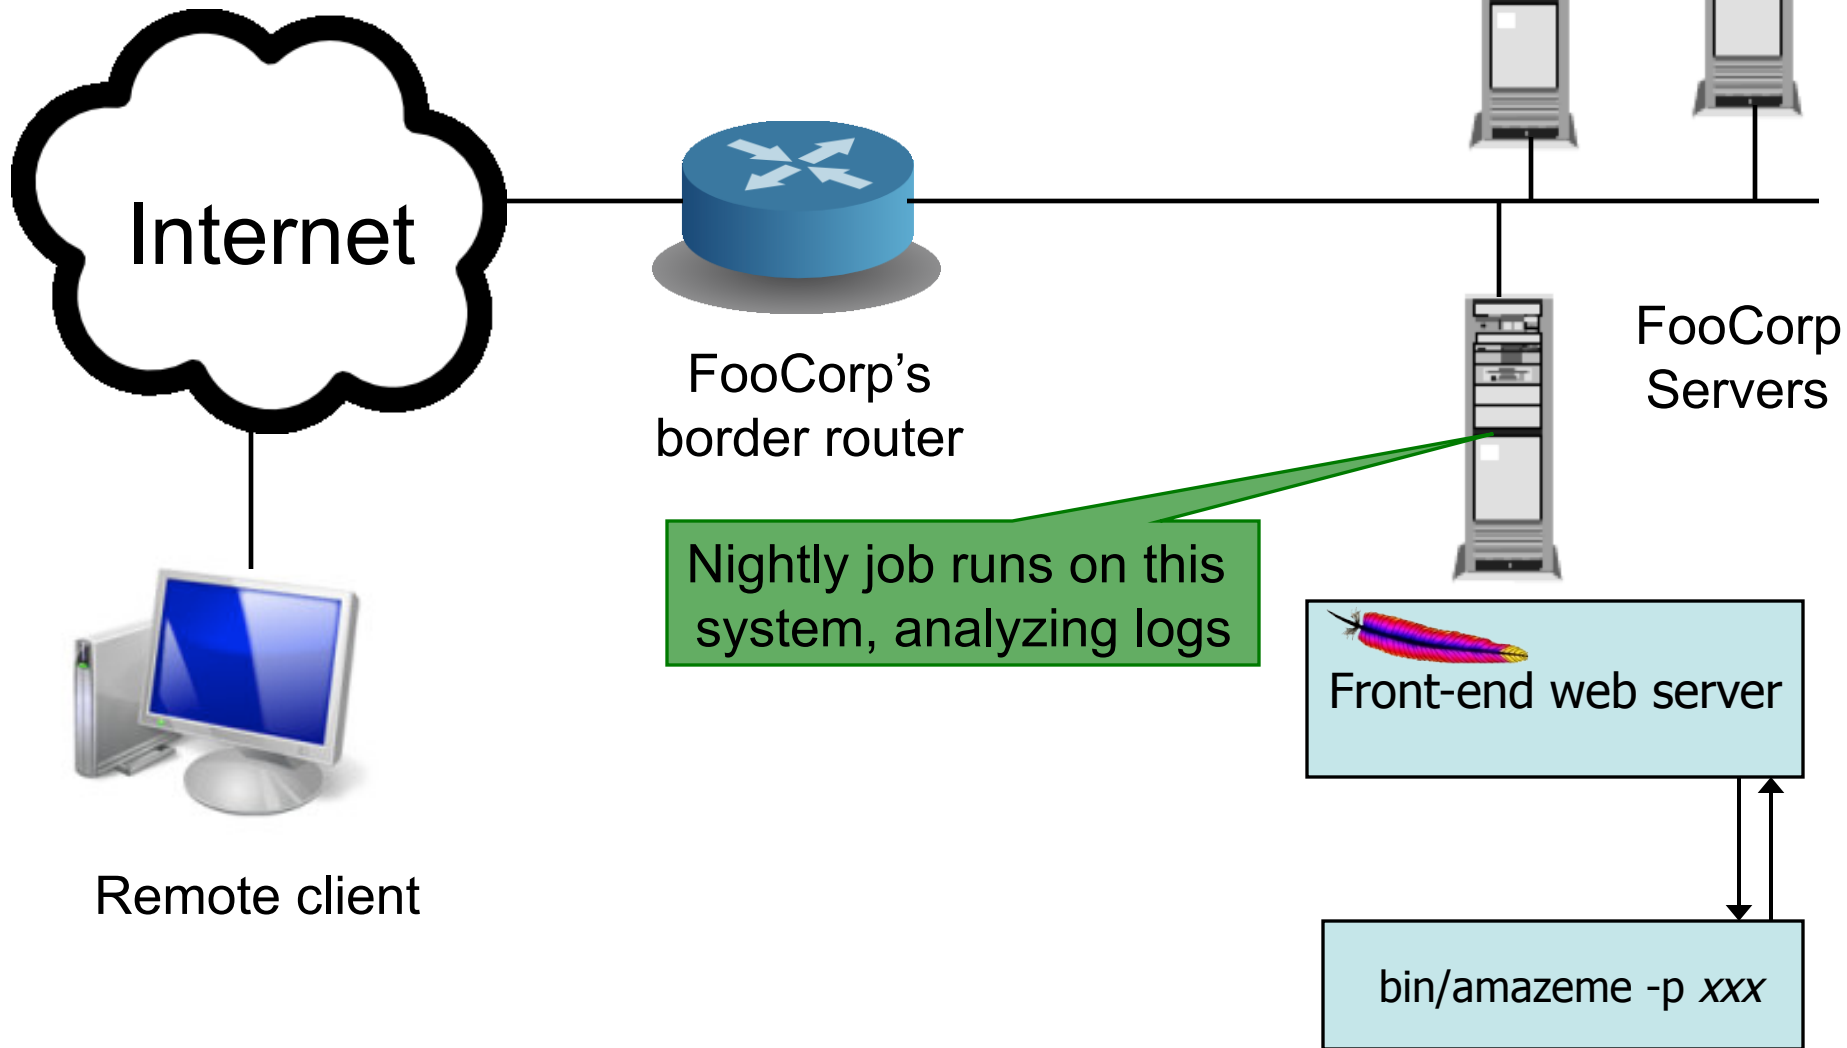 Internet
FooCorp’s
border router
FooCorp
Servers
Nightly job runs on this
system, analyzing logs
Front-end web server
Remote client
bin/amazeme -p xxx